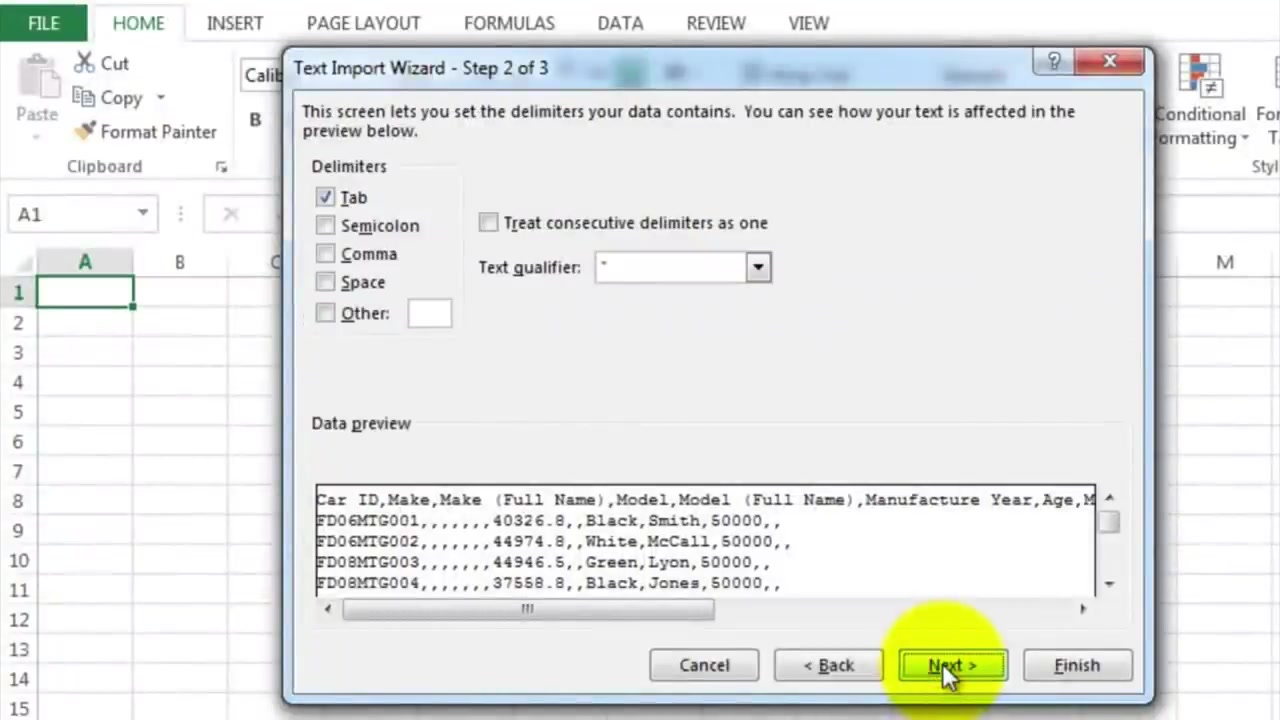 FILE HOME INSERT PAGE LAYOUT FORMULAS DATA REVIEW VIEW
Text Import Wizard - Step 2 of 3
Cut
Copy
Paste
Format Painter
Clipboard
Calib
B
Conditional
A1
This screen lets you set the delimiters your data contains. You can see how your text is affected in the
preview below.
Delimiters
Tab
Semicolon
Comma
Space
Other:
Treat consecutive delimiters as one
Text qualifier: "
Data preview
Car ID,Make,Make (Full Name),Model,Model (Full Name),Manufacture Year,Age,M
FD06MTG001,,,,,,,40326.8,,Black,Smith,50000,,
FD06MTG002,,,,,,,44974.8,,White,McCall,50000,,
FD08MTG003,,,,,,,44946.5,,Green,Lyon,50000,,
FD08MTG004,,,,,,,37558.8,,Black,Jones,50000,,
Cancel < Back Next > Finish
A B M
1
2
3
4
5
6
7
8
9
10
11
12
13
14
15